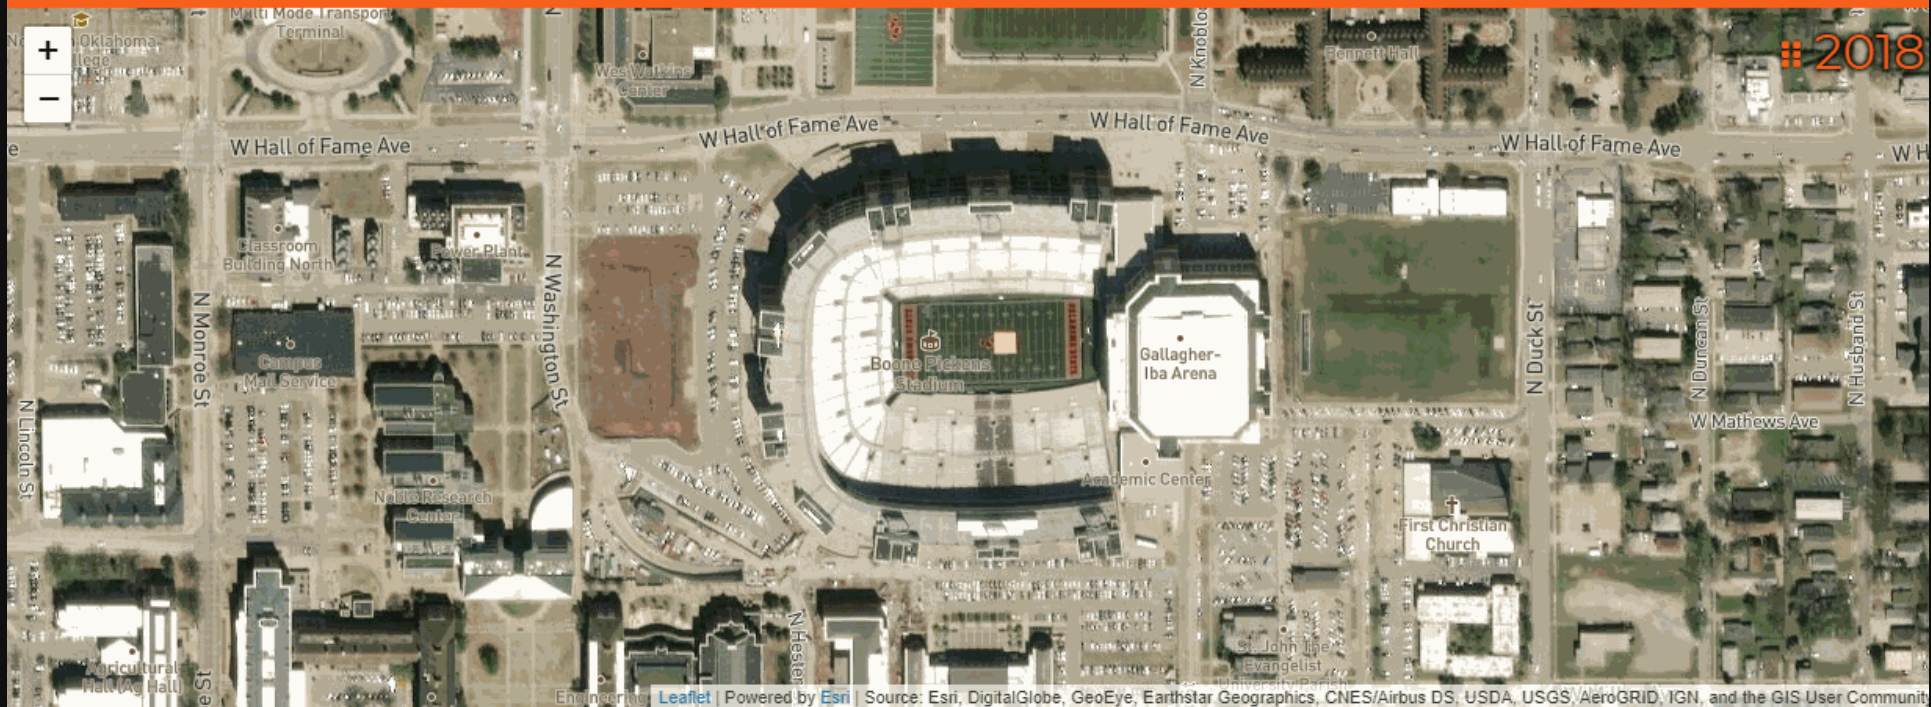 Multi Mode Transport
Terminal
Oklahoma
+
−
Wes Watkins
Center
N Knobloc
Bennett Hall
2018
W Hall of Fame Ave
W Hall of Fame Ave
W Hall of Fame Ave
W Hall of Fame Ave
W H
Classroom
Building North
Power Plant
N Monroe St
N Washington St
Campus
Mail Service
Boone Pickens
Stadium
Gallagher-
Iba Arena
N Duck St
N Duncan St
N Husband St
W Mathews Ave
N Lincoln St
Noble Research
Center
Academic Center
First Christian
Church
N Hester
Agricultural
Hall (Ag Hall)
St. John The
Evangelist
University Parish
Engineering
Leaflet | Powered by Esri | Source: Esri, DigitalGlobe, GeoEye, Earthstar Geographics, CNES/Airbus DS, USDA, USGS, AeroGRID, IGN, and the GIS User Community